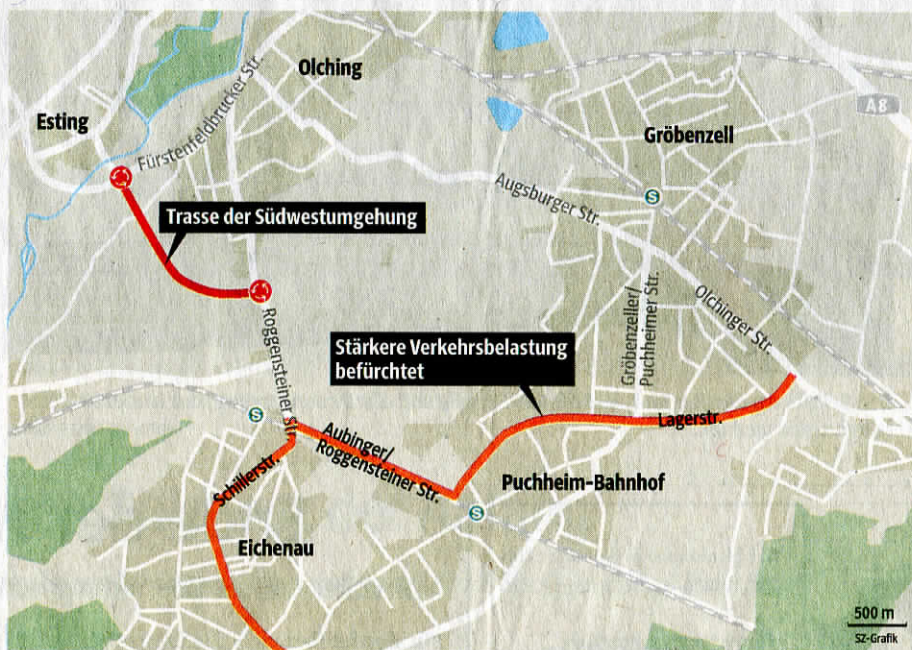 Olching
Esting
Fürstenfeldbrucker Str.
A8
Gröbenzell
S
Augsburger Str.
Trasse der Südwestumgehung
Olchinger Str.
Gröbenzeller/
Puchheimer Str.
Roggensteiner Str.
Stärkere Verkehrsbelastung
befürchtet
S
Lagerstr.
Aubinger/
Roggensteiner Str.
Schillerstr.
Puchheim-Bahnhof
S
Eichenau
500 m
SZ-Grafik